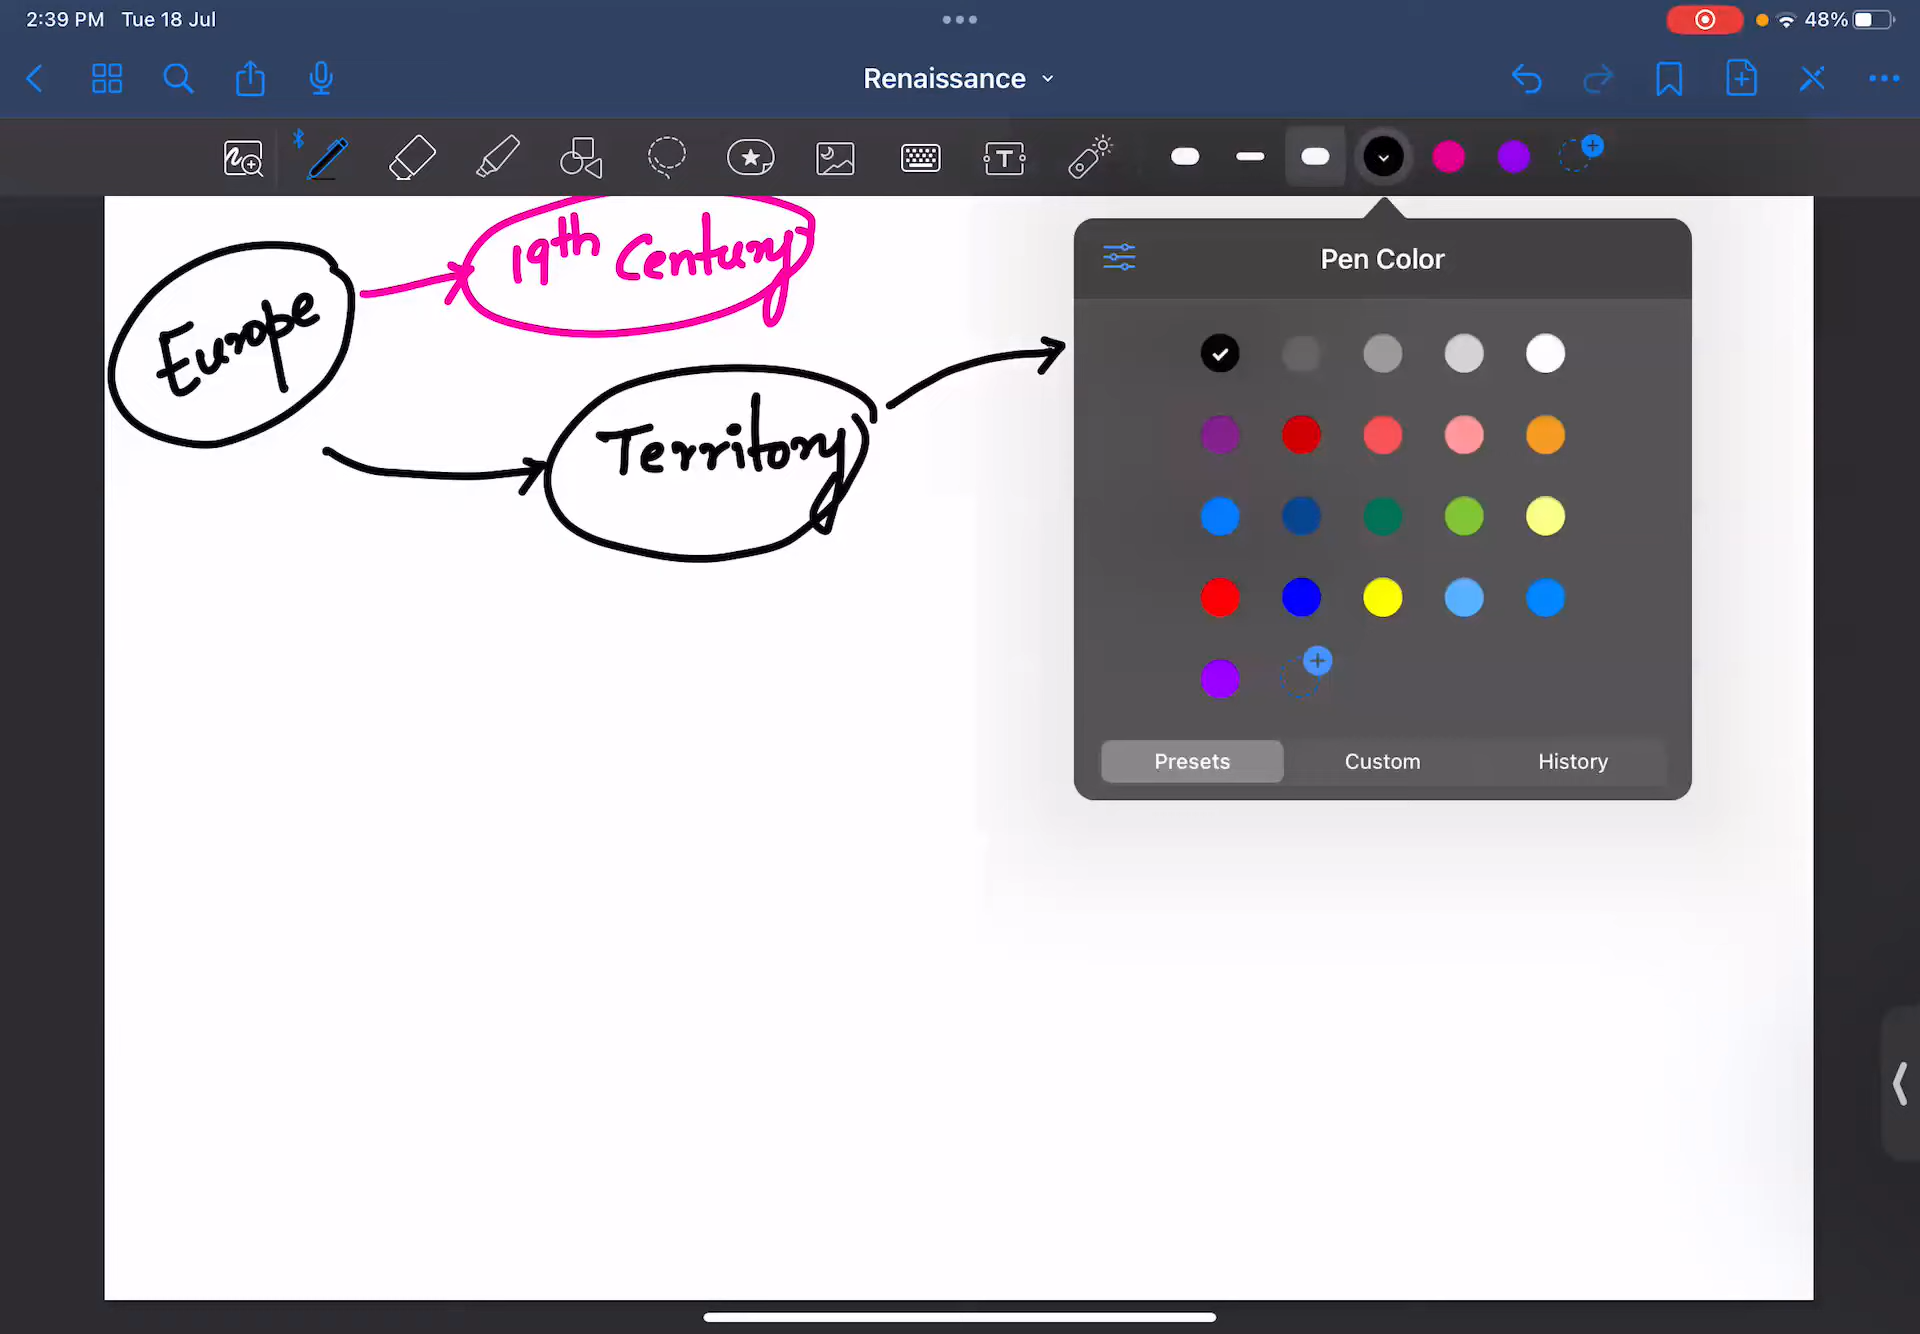 2:39 PM Tue 18 Jul
48%
Renaissance
T
19th Century
Europe
Territory
Pen Color
Presets Custom History